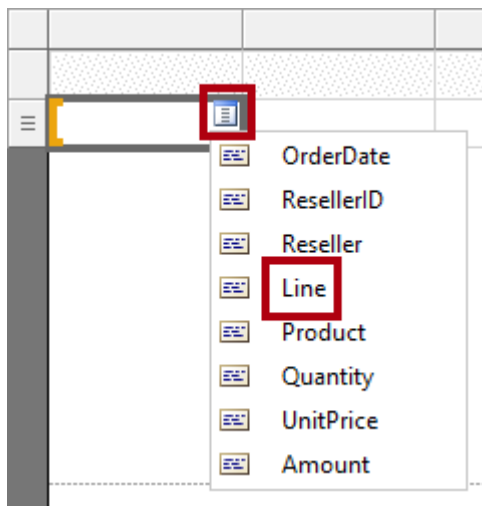 OrderDate
ResellerID
Reseller
Line
Product
Quantity
UnitPrice
Amount